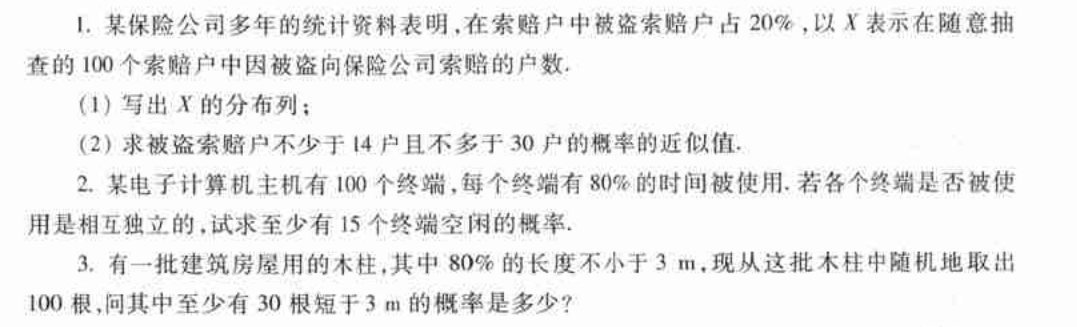 1. 某保险公司多年的统计资料表明,在索赔户中被盗索赔户占 20%,以 X 表示在随意抽
查的 100 个索赔户中因被盗向保险公司索赔的户数.
(1) 写出 X 的分布列;
(2) 求被盗索赔户不少于 14 户且不多于 30 户的概率的近似值.
2. 某电子计算机主机有 100 个终端,每个终端有 80% 的时间被使用. 若各个终端是否被使
用是相互独立的,试求至少有 15 个终端空闲的概率.
3. 有一批建筑房屋用的木柱,其中 80% 的长度不小于 3 m,现从这批木柱中随机地取出
100 根,问其中至少有 30 根短于 3 m 的概率是多少?